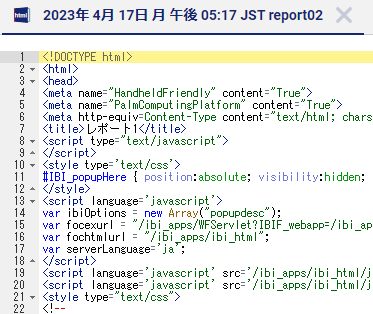 html 2023年 4月 17日 月 午後 05:17 JST report02
1 <!DOCTYPE html>
2 <html>
3 <head>
4 <meta name="HandheldFriendly" content="True">
5 <meta name="PalmComputingPlatform" content="True">
6 <meta http-equiv=Content-Type content="text/html; chars
7 <title>レポート1</title>
8 <script type="text/javascript">
9 </script>
10 <style type='text/css'>
11 #IBI_popupHere { position:absolute; visibility:hidden;
12 </style>
13 <script language='javascript'>
14 var ibiOptions = new Array("popupdesc");
15 var focexurl = "/ibi_apps/WFServlet?IBIF_webapp=/ibi_ap
16 var fochtmlurl = "/ibi_apps/ibi_html";
17 var serverLanguage='ja';
18 </script>
19 <script language='javascript' src='/ibi_apps/ibi_html/j
20 <script language='javascript' src='/ibi_apps/ibi_html/j
21 <style type="text/css">
22 <!--